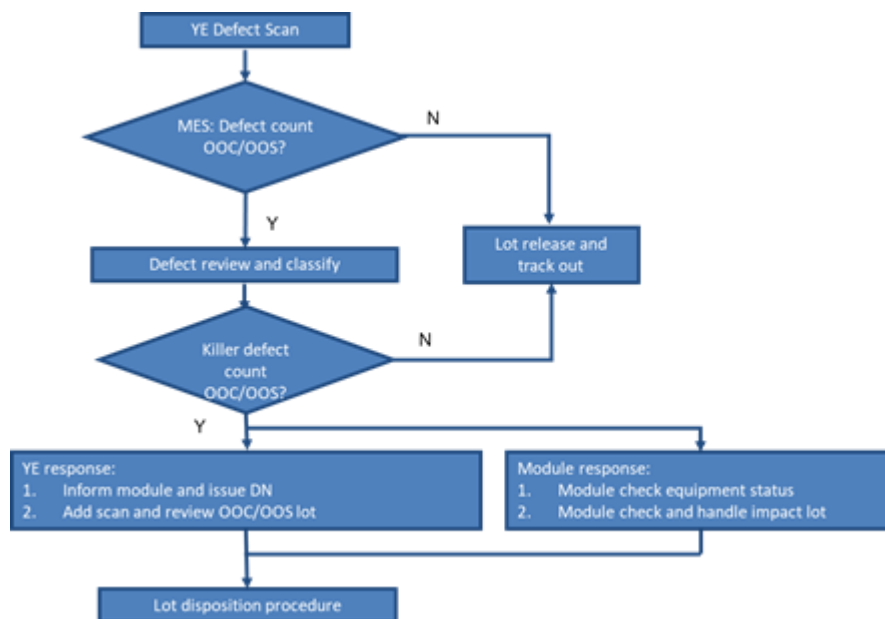 YE Defect Scan
MES: Defect count
OOC/OOS?
N
Y
Defect review and classify
Lot release and
track out
Killer defect
count
OOC/OOS?
N
Y
YE response:
1. Inform module and issue DN
2. Add scan and review OOC/OOS lot
Module response:
1. Module check equipment status
2. Module check and handle impact lot
Lot disposition procedure